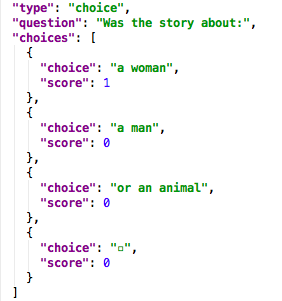 "type": "choice",
"question": "Was the story about:",
"choices": [
{
"choice": "a woman",
"score": 1
},
{
"choice": "a man",
"score": 0
},
{
"choice": "or an animal",
"score": 0
},
{
"choice": "¤",
"score": 0
}
]